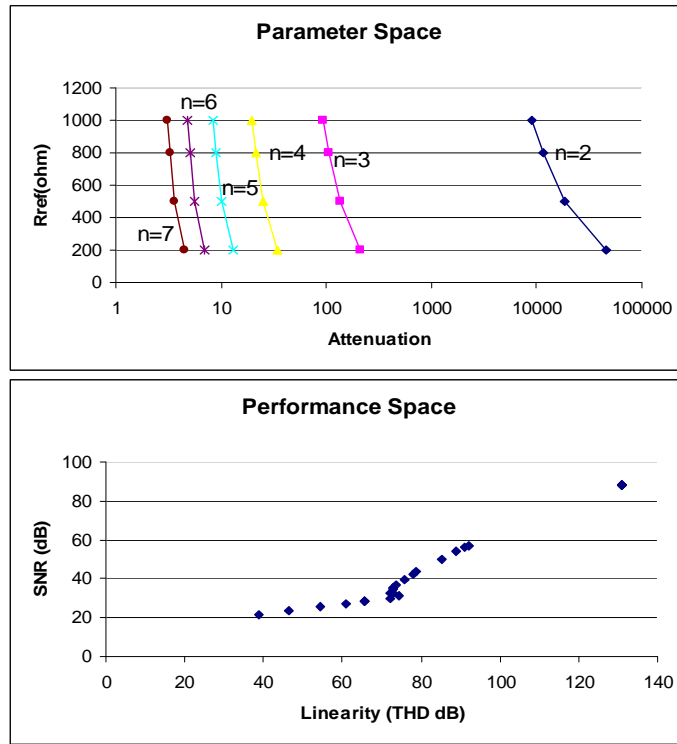 Parameter Space
1200
1000
800
600
400
200
0
Rref(ohm)
n=6
n=4
n=3
n=2
n=5
n=7
1
10
100
1000
10000
100000
Attenuation
Performance Space
100
80
60
40
20
0
SNR (dB)
0
20
40
60
80
100
120
140
Linearity (THD dB)